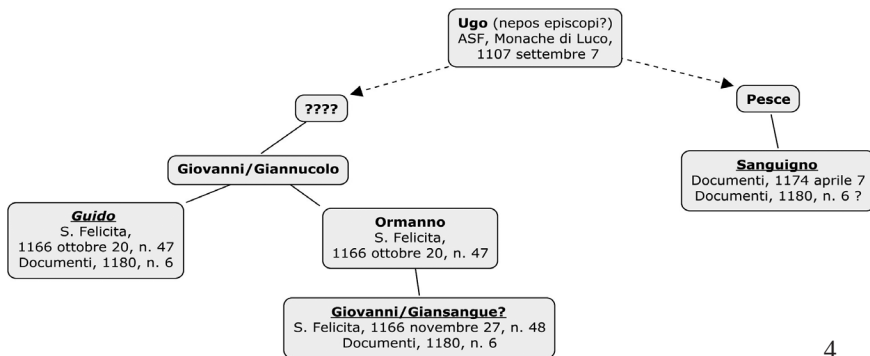 Ugo (nepos episcopi?)
ASF, Monache di Luco,
1107 settembre 7
????
Pesce
Giovanni/Giannucolo
Sanguigno
Documenti, 1174 aprile 7
Documenti, 1180, n. 6 ?
Guido
S. Felicita,
1166 ottobre 20, n. 47
Documenti, 1180, n. 6
Ormanno
S. Felicita,
1166 ottobre 20, n. 47
Giovanni/Giansangue?
S. Felicita, 1166 novembre 27, n. 48
Documenti, 1180, n. 6
4